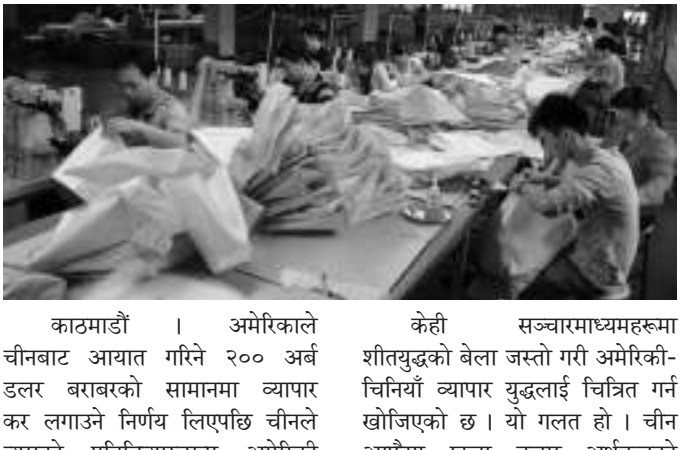 काठमाडौं । अमेरिकाले
चीनबाट आयात गरिने २०० अर्ब
डलर बराबरको सामानमा व्यापार
कर लगाउने निर्णय लिएपछि चीनले
केही सञ्चारमाध्यमहरूमा
शीतयुद्धको बेला जस्तो गरी अमेरिकी-
चिनियाँ व्यापार युद्धलाई चित्रित गर्न
खोजिएको छ । यो गलत हो । चीन